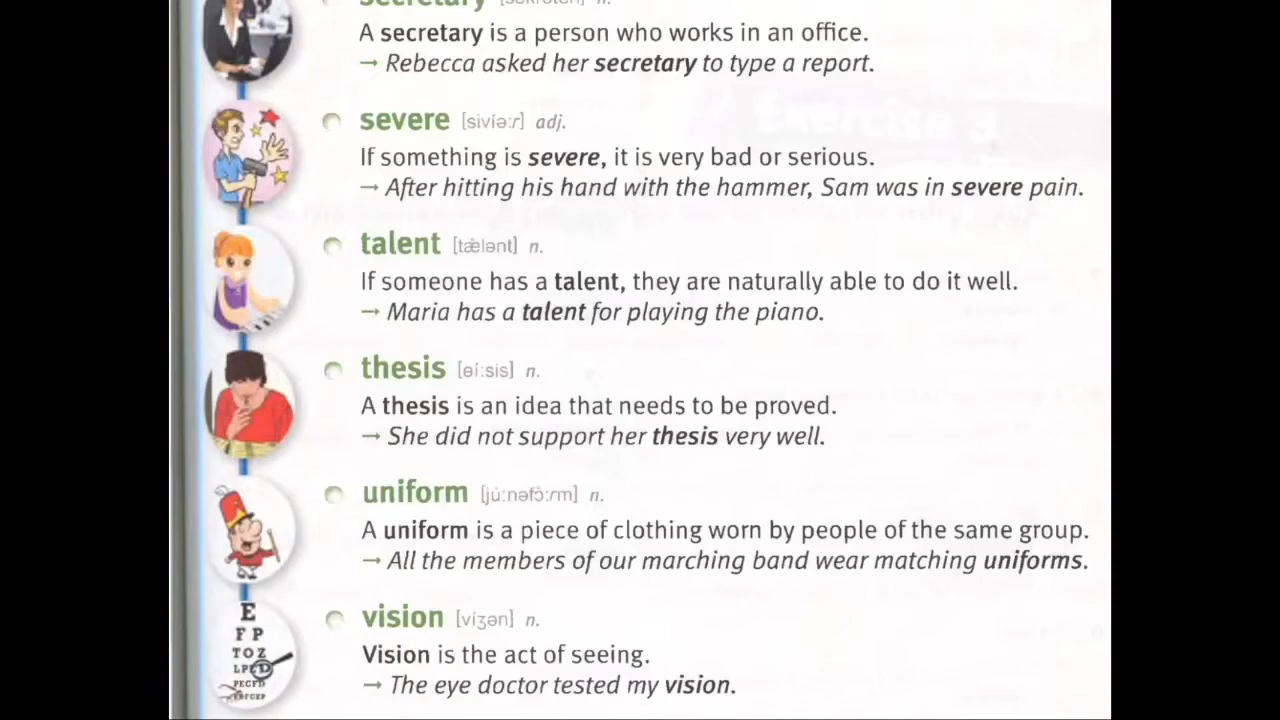 secretary
A secretary is a person who works in an office.
→ Rebecca asked her secretary to type a report.
severe [sivíəːr] adj.
If something is severe, it is very bad or serious.
→ After hitting his hand with the hammer, Sam was in severe pain.
talent [tǽlənt] n.
If someone has a talent, they are naturally able to do it well.
→ Maria has a talent for playing the piano.
thesis [θíːsis] n.
A thesis is an idea that needs to be proved.
→ She did not support her thesis very well.
uniform [júːnəfɔ̀ːrm] n.
A uniform is a piece of clothing worn by people of the same group.
→ All the members of our marching band wear matching uniforms.
vision [víʒən] n.
Vision is the act of seeing.
→ The eye doctor tested my vision.
E
F P
T O Z